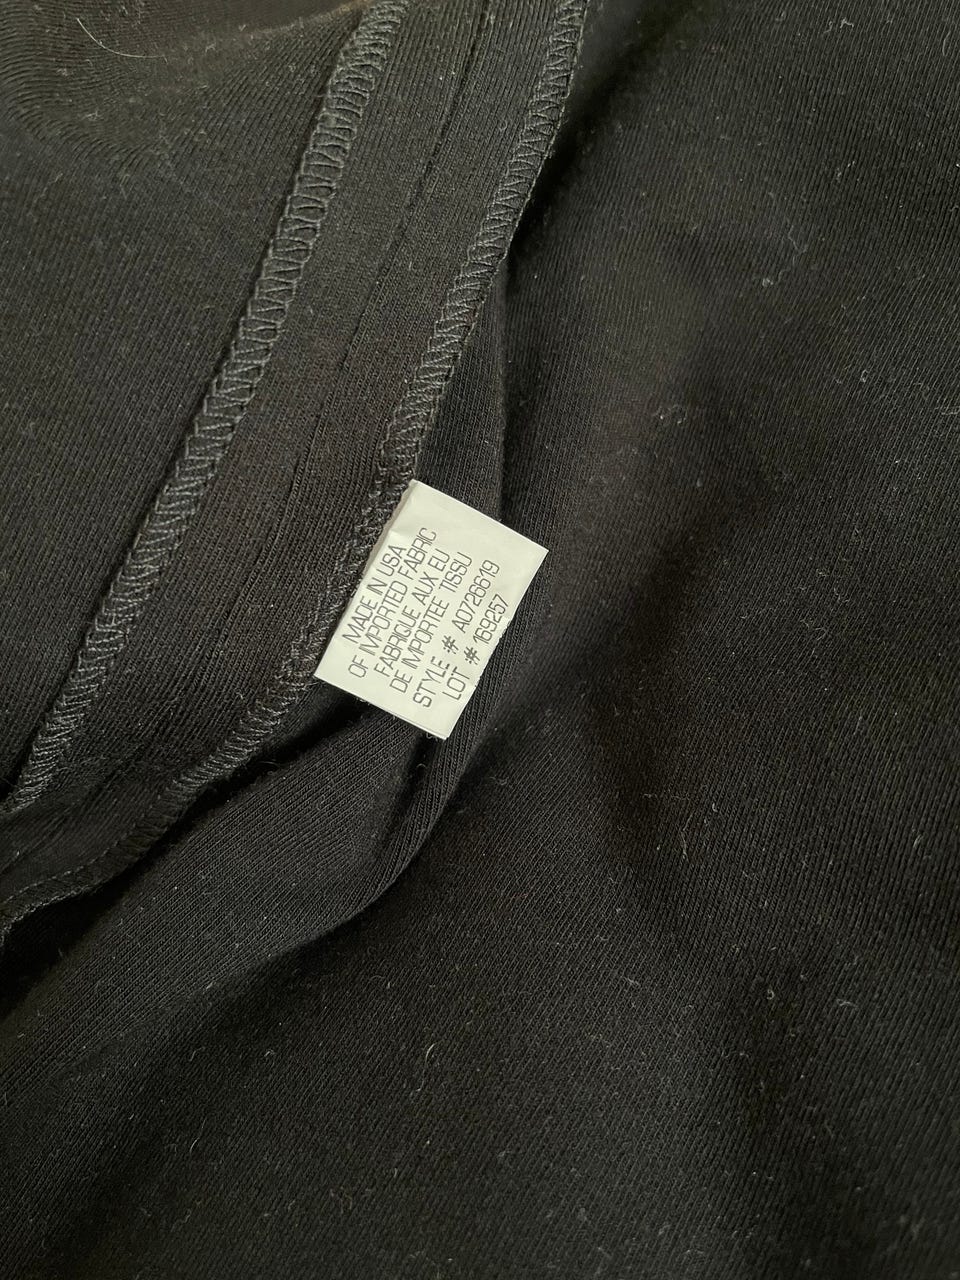 MADE IN USA
OF IMPORTED FABRIC
FABRIQUE AUX EU
DE IMPORTEE TISSU
STYLE # A0726619
LOT # 169257